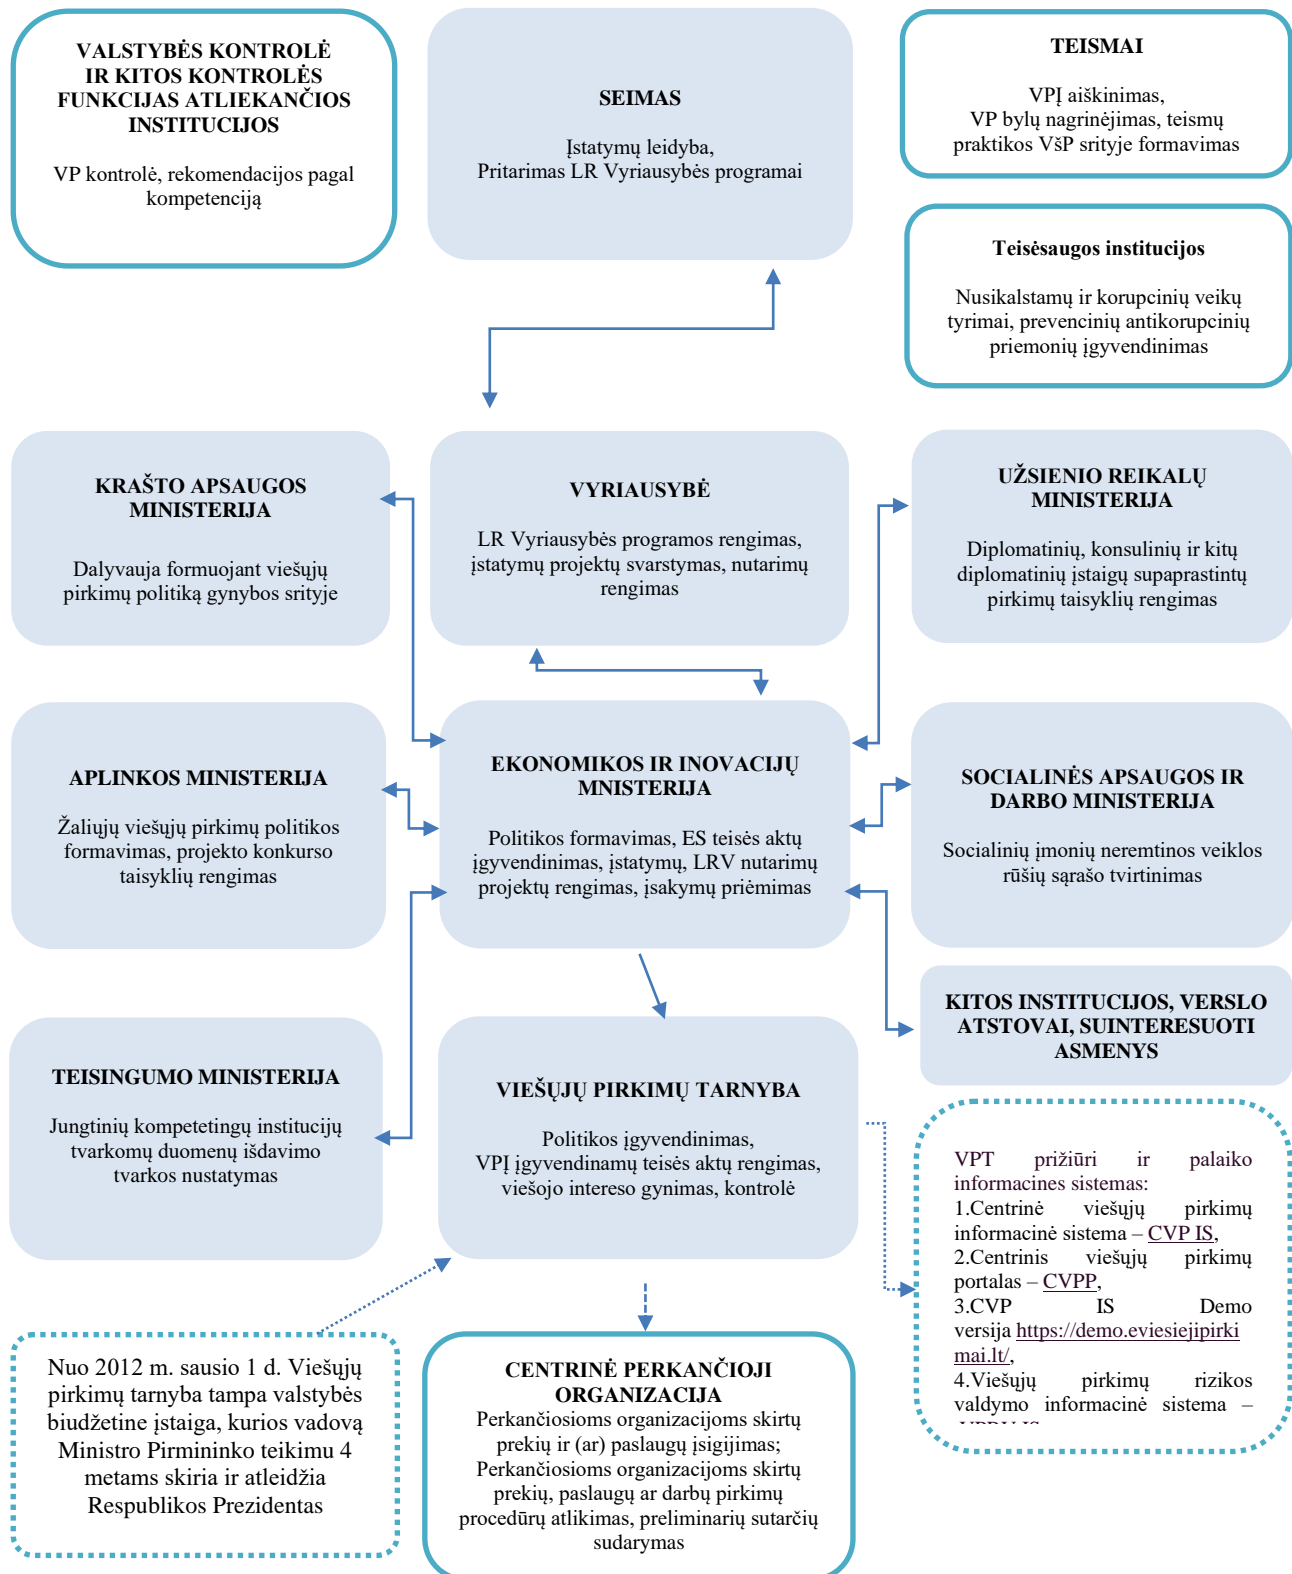 VALSTYBĖS KONTROLĖ
IR KITOS KONTROLĖS
FUNKCIJAS ATLIEKANČIOS
INSTITUCIJOS
VP kontrolė, rekomendacijos pagal
kompetenciją
SEIMAS
Įstatymų leidyba,
Pritarimas LR Vyriausybės programai
TEISMAI
VPĮ aiškinimas,
VP bylų nagrinėjimas, teismų
praktikos VšP srityje formavimas
Teisėsaugos institucijos
Nusikalstamų ir korupcinių veikų
tyrimai, prevencinių antikorupcinių
priemonių įgyvendinimas
KRAŠTO APSAUGOS
MINISTERIJA
Dalyvauja formuojant viešųjų
pirkimų politiką gynybos srityje
VYRIAUSYBĖ
LR Vyriausybės programos rengimas,
įstatymų projektų svarstymas, nutarimų
rengimas
UŽSIENIO REIKALŲ
MINISTERIJA
Diplomatinių, konsulinių ir kitų
diplomatinių įstaigų supaprastintų
pirkimų taisyklių rengimas
APLINKOS MINISTERIJA
Žaliųjų viešųjų pirkimų politikos
formavimas, projekto konkurso
taisyklių rengimas
EKONOMIKOS IR INOVACIJŲ
MNISTERIJA
Politikos formavimas, ES teisės aktų
įgyvendinimas, įstatymų, LRV nutarimų
projektų rengimas, įsakymų priėmimas
SOCIALINĖS APSAUGOS IR
DARBO MINISTERIJA
Socialinių įmonių neremtinos veiklos
rūšių sąrašo tvirtinimas
KITOS INSTITUCIJOS, VERSLO
ATSTOVAI, SUINTERESUOTI
ASMENYS
TEISINGUMO MINISTERIJA
Jungtinių kompetetingų institucijų
tvarkomų duomenų išdavimo
tvarkos nustatymas
VIEŠŲJŲ PIRKIMŲ TARNYBA
Politikos įgyvendinimas,
VPĮ įgyvendinamų teisės aktų rengimas,
viešojo intereso gynimas, kontrolė
VPT prižiūri ir palaiko
informacines sistemas:
1.Centrinė viešųjų pirkimų
informacinė sistema – CVP IS,
2.Centrinis viešųjų pirkimų
portalas – CVPP,
3.CVP IS Demo
versija https://demo.eviesiejipirki
mai.lt/,
4.Viešųjų pirkimų rizikos
valdymo informacinė sistema –
Nuo 2012 m. sausio 1 d. Viešųjų
pirkimų tarnyba tampa valstybės
biudžetine įstaiga, kurios vadovą
Ministro Pirmininko teikimu 4
metams skiria ir atleidžia
Respublikos Prezidentas
CENTRINĖ PERKANČIOJI
ORGANIZACIJA
Perkančiosioms organizacijoms skirtų
prekių ir (ar) paslaugų įsigijimas;
Perkančiosioms organizacijoms skirtų
prekių, paslaugų ar darbų pirkimų
procedūrų atlikimas, preliminarių sutarčių
sudarymas